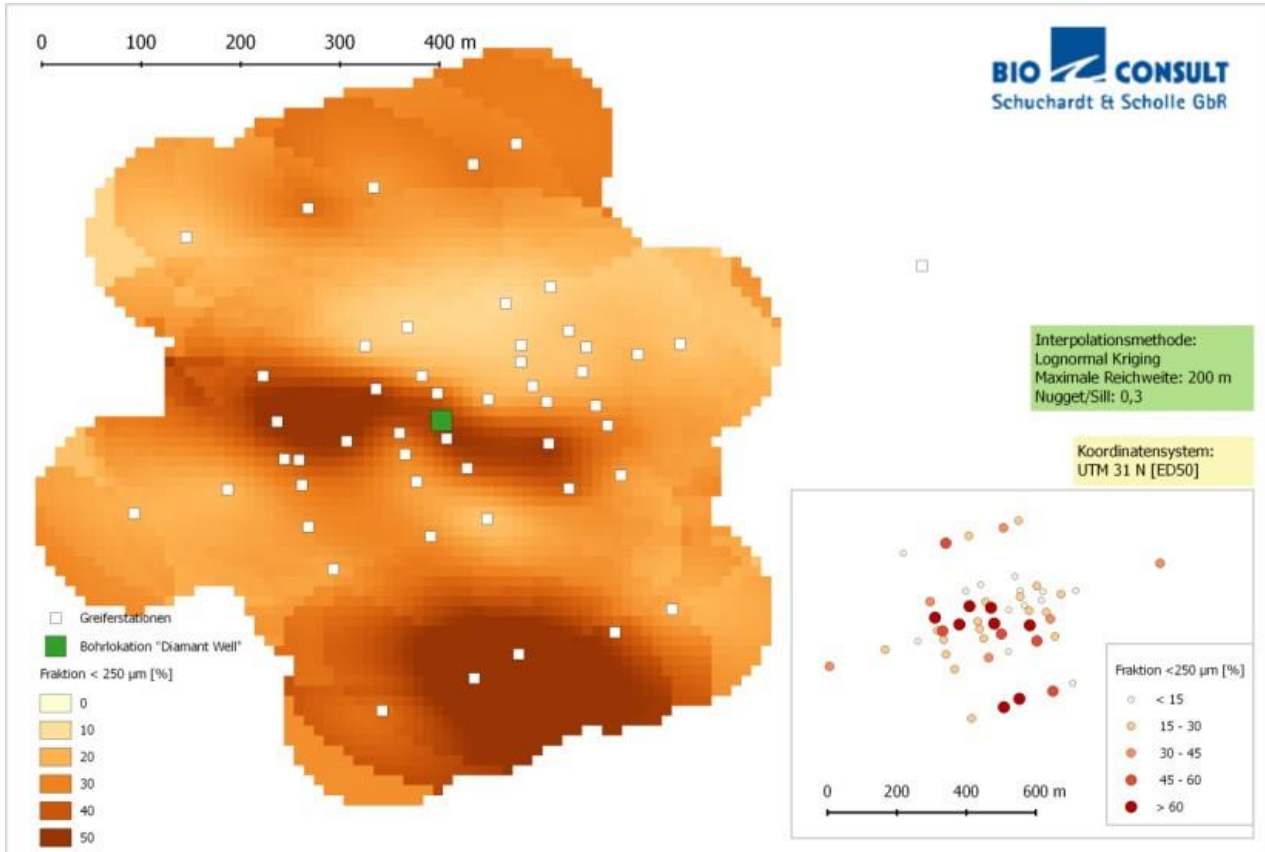 0 100 200 300 400 m
BIO CONSULT
Schuchardt & Scholle GbR
Interpolationsmethode:
Lognormal Kriging
Maximale Reichweite: 200 m
Nugget/Sill: 0,3
Koordinatensystem:
UTM 31 N [ED50]
Greiferstationen
Bohrlokation "Diamant Well"
Fraktion < 250 µm [%]
0
10
20
30
40
50
Fraktion <250 µm [%]
< 15
15 - 30
30 - 45
45 - 60
> 60
0 200 400 600 m